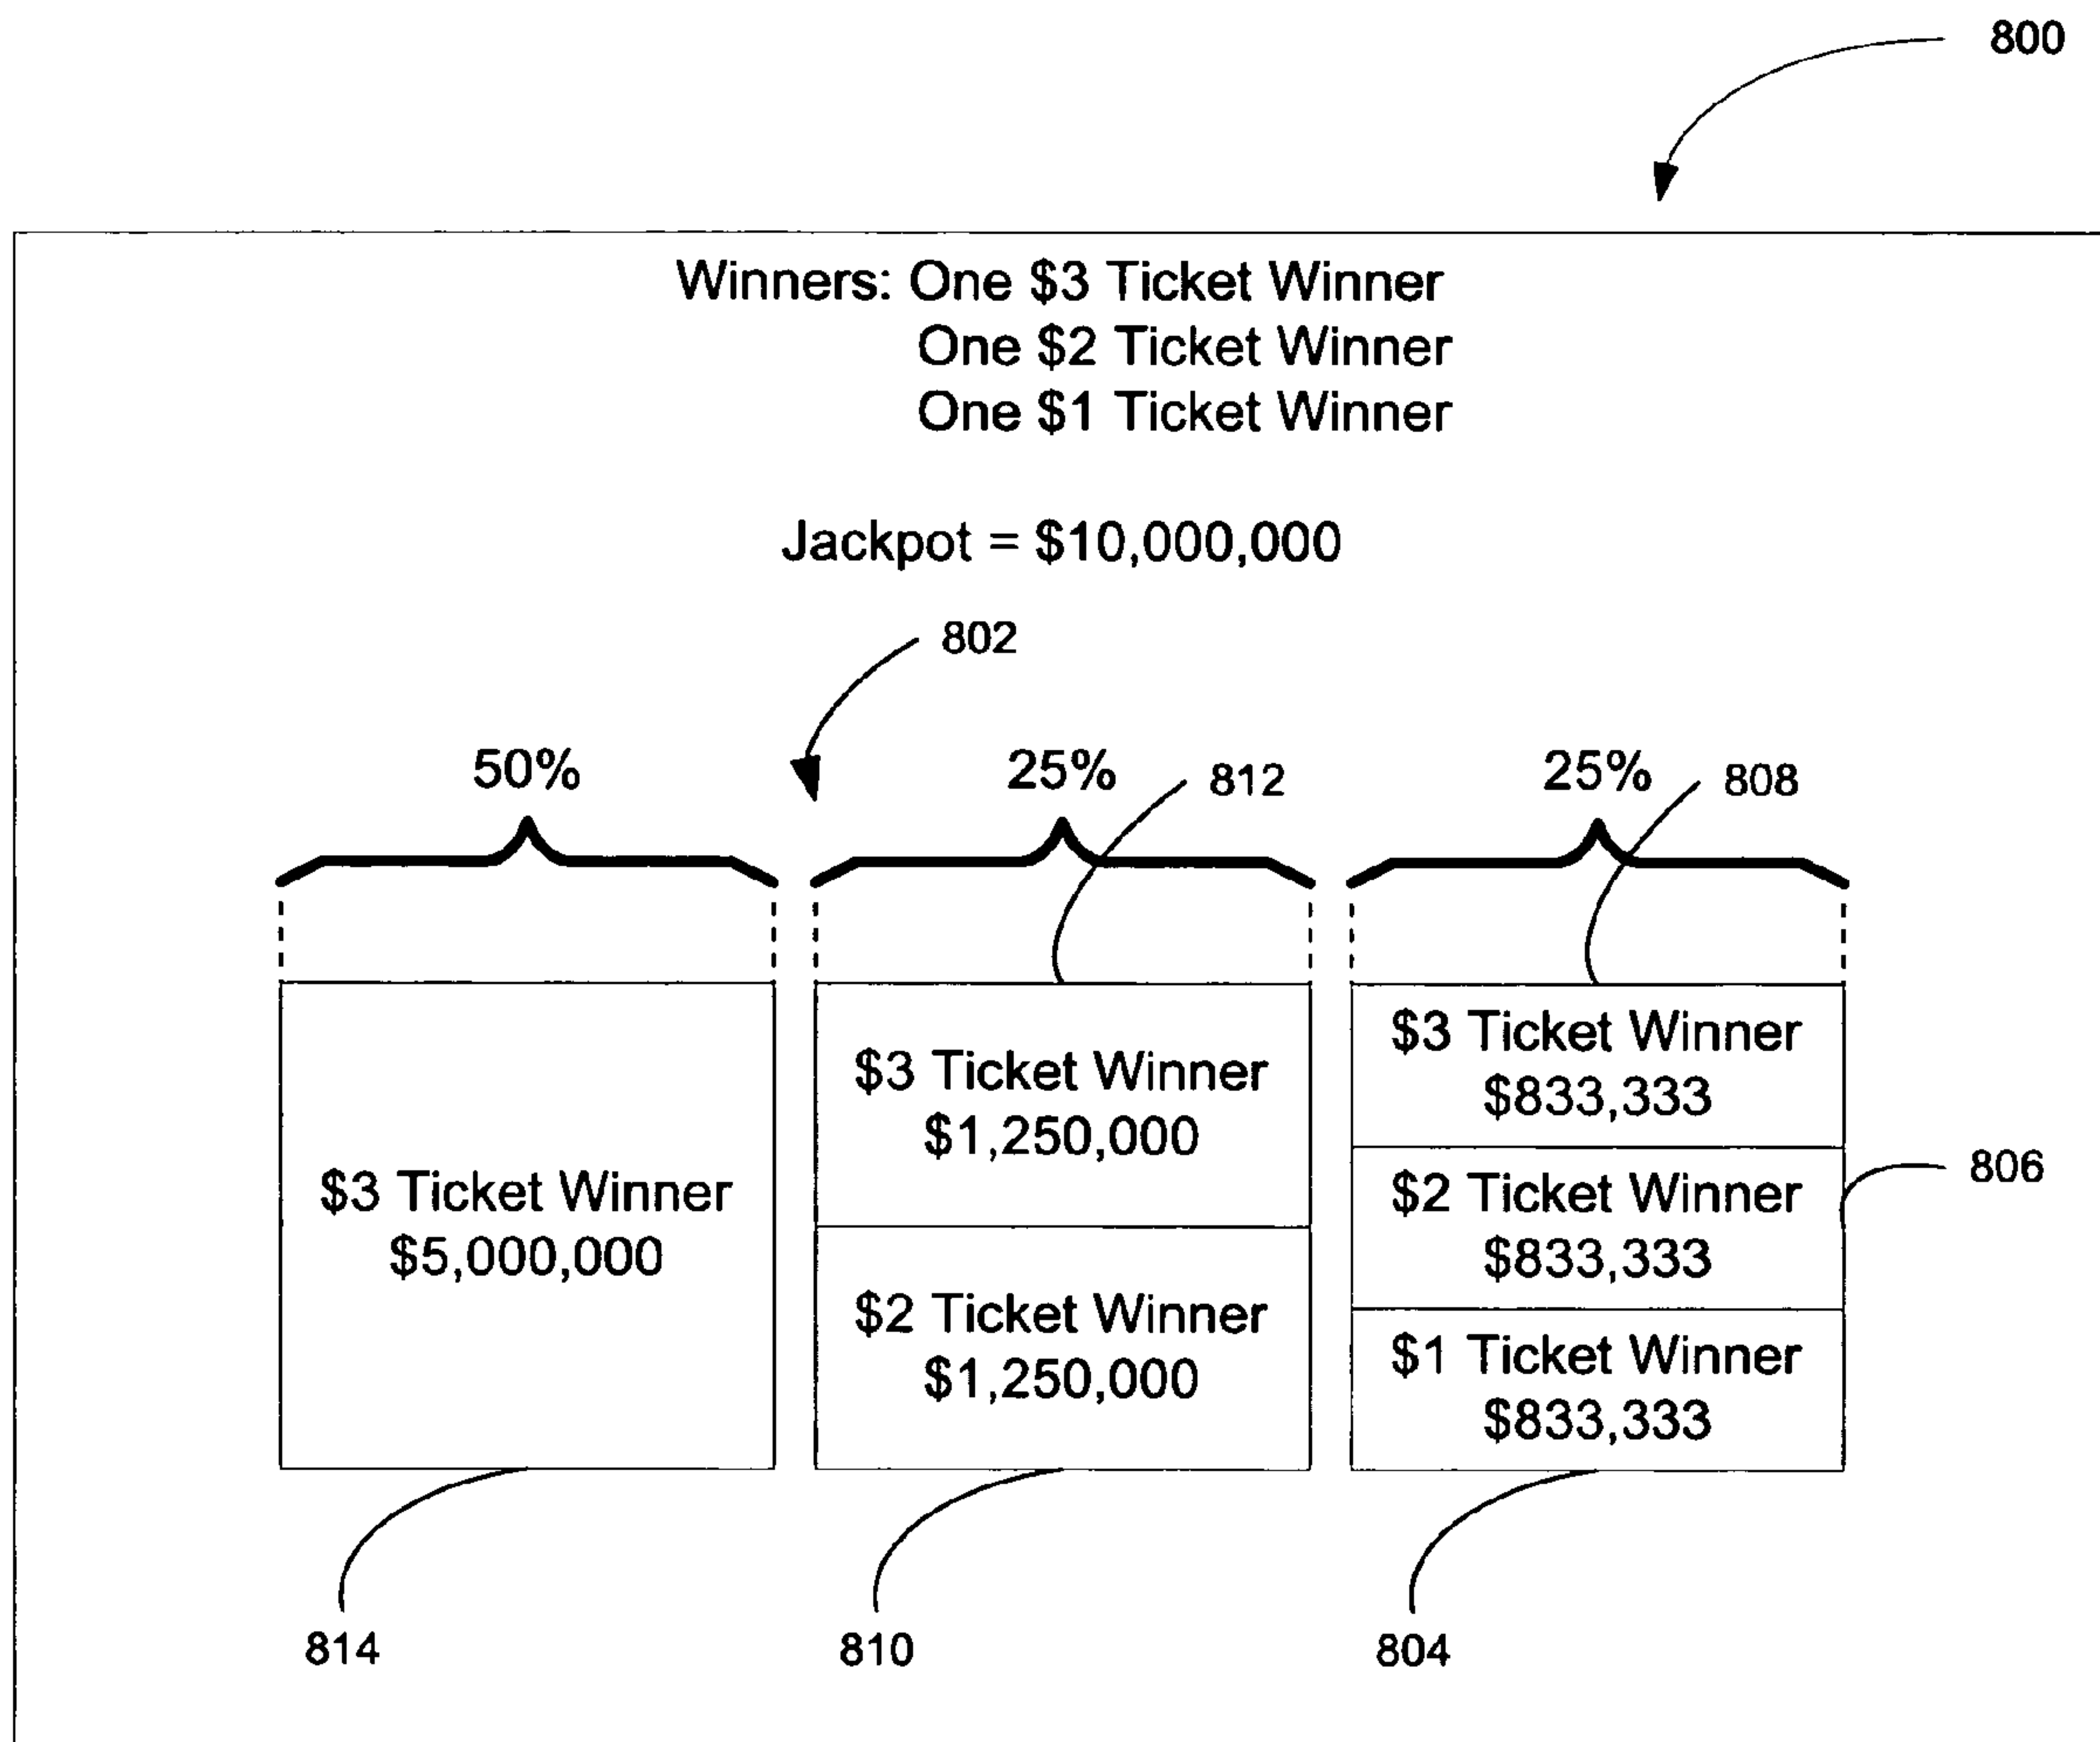 800
Winners: One $3 Ticket Winner
One $2 Ticket Winner
One $1 Ticket Winner
Jackpot = $10,000,000
802
50%
25%
812
25%
808
$3 Ticket Winner
$5,000,000
$3 Ticket Winner
$1,250,000
$2 Ticket Winner
$1,250,000
$3 Ticket Winner
$833,333
$2 Ticket Winner
$833,333
$1 Ticket Winner
$833,333
806
814
810
804